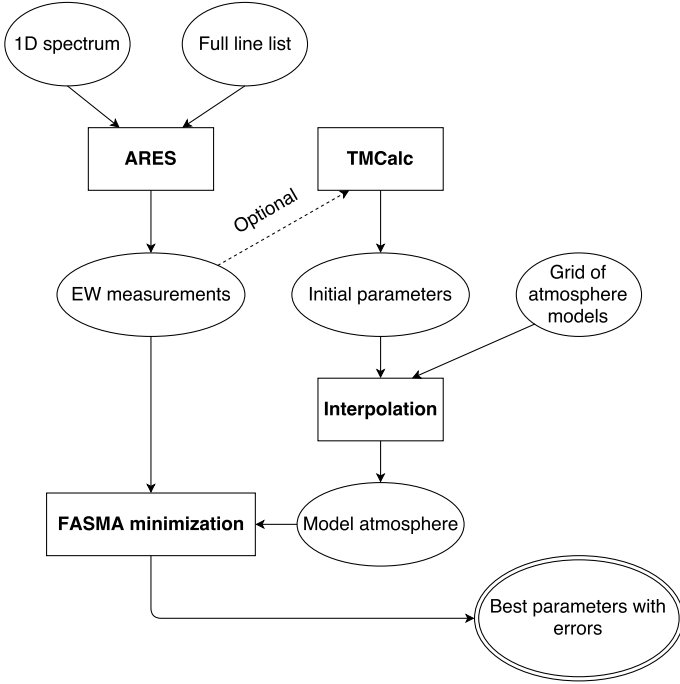 1D spectrum
Full line list
ARES
TMCalc
Optional
EW measurements
Initial parameters
Grid of
atmosphere
models
Interpolation
FASMA minimization
Model atmosphere
Best parameters with
errors